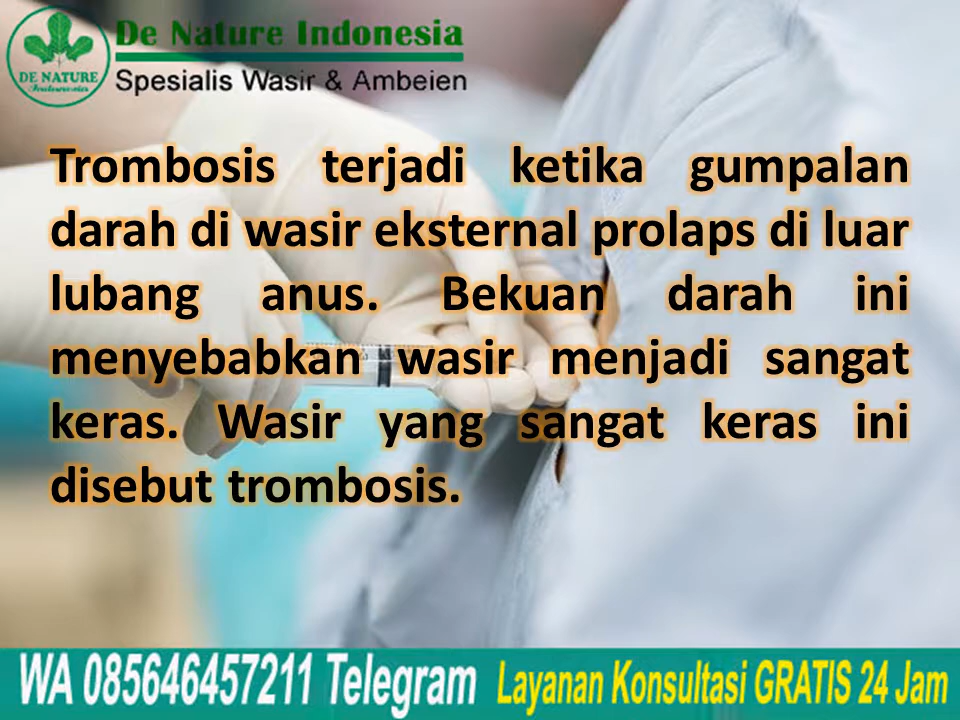 De Nature Indonesia
Spesialis Wasir & Ambeien
DE NATURE
Indonesia
Trombosis terjadi ketika gumpalan
darah di wasir eksternal prolaps di luar
lubang anus. Bekuan darah ini
menyebabkan wasir menjadi sangat
keras. Wasir yang sangat keras ini
disebut trombosis.
WA 085646457211 Telegram Layanan Konsultasi GRATIS 24 Jam